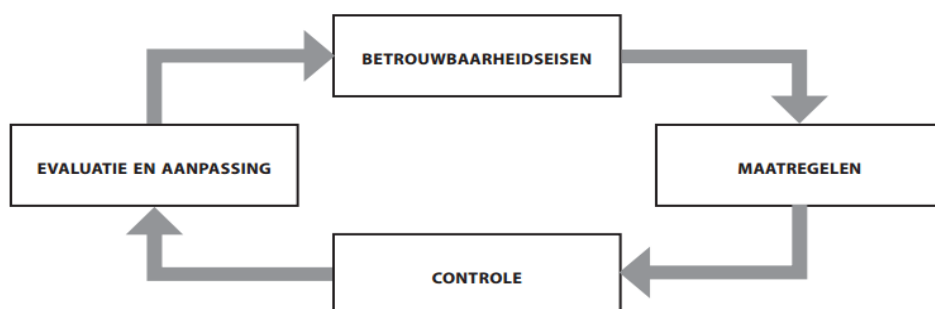 BETROUWBAARHEIDSEISEN
EVALUATIE EN AANPASSING
MAATREGELEN
CONTROLE